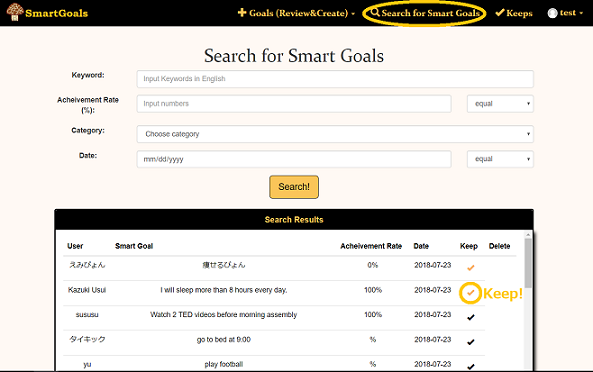 SmartGoals
Goals (Review&Create)
Search for Smart Goals
Keeps
test
Search for Smart Goals
Keyword:
Input Keywords in English
Acheivement Rate (%):
Input numbers
equal
Category:
Choose category
Date:
mm/dd/yyyy
equal
Search!
Search Results
User Smart Goal Acheivement Rate Date Keep Delete
えみぴょん 痩せるぴょん 0% 2018-07-23
Kazuki Usui I will sleep more than 8 hours every day. 100% 2018-07-23 Keep!
sususu Watch 2 TED videos before morning assembly 100% 2018-07-23
タイキック go to bed at 9:00 % 2018-07-23
yu play football % 2018-07-23